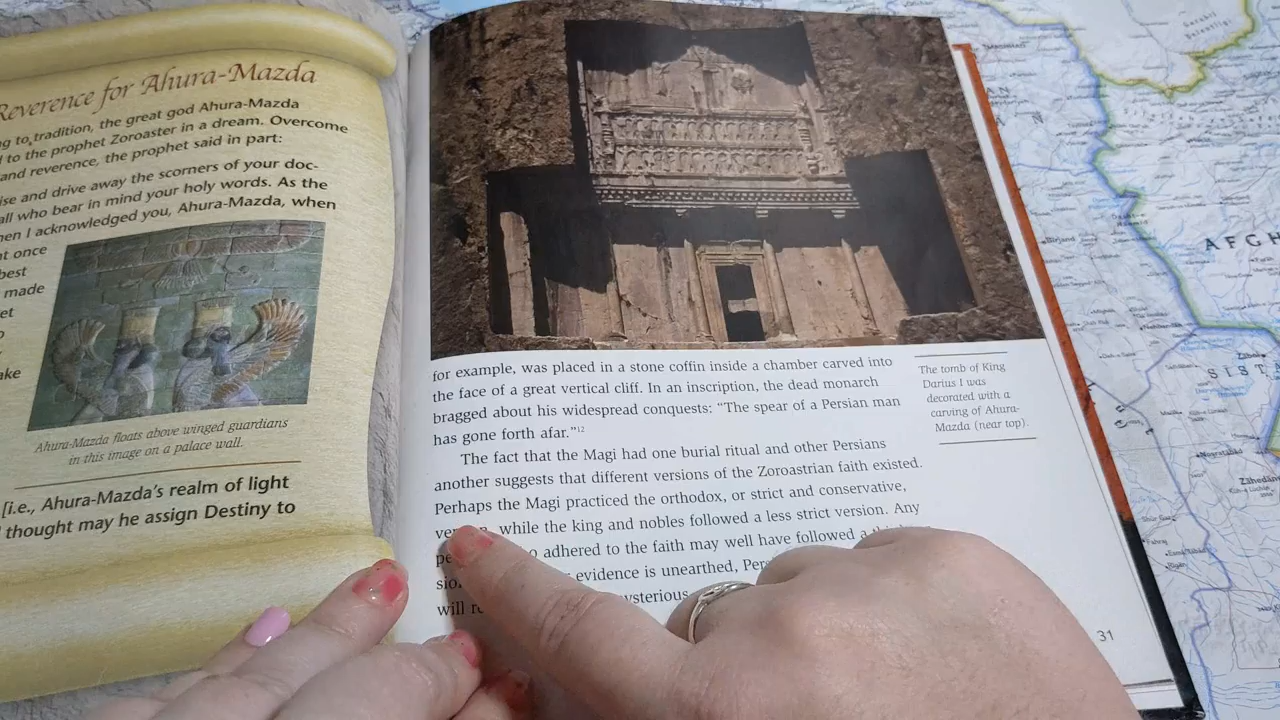 Reverence for Ahura-Mazda
ng to tradition, the great god Ahura-Mazda
to the prophet Zoroaster in a dream. Overcome
and reverence, the prophet said in part:
ise and drive away the scorners of your doc-
all who bear in mind your holy words. As the
hen I acknowledged you, Ahura-Mazda, when
at once
best
made
Ahura-Mazda floats above winged guardians
in this image on a palace wall.
[i.e., Ahura-Mazda's realm of light
thought may he assign Destiny to
for example, was placed in a stone coffin inside a chamber carved into
the face of a great vertical cliff. In an inscription, the dead monarch
bragged about his widespread conquests: "The spear of a Persian man
has gone forth afar."12
The fact that the Magi had one burial ritual and other Persians
another suggests that different versions of the Zoroastrian faith existed.
Perhaps the Magi practiced the orthodox, or strict and conservative,
while the king and nobles followed a less strict version. Any
adhered to the faith may well have followed a
evidence is unearthed,
will
The tomb of King
Darius I was
decorated with a
carving of Ahura-
Mazda (near top).
31
AFGH
SISTA
Zāhedān
Bīrjand